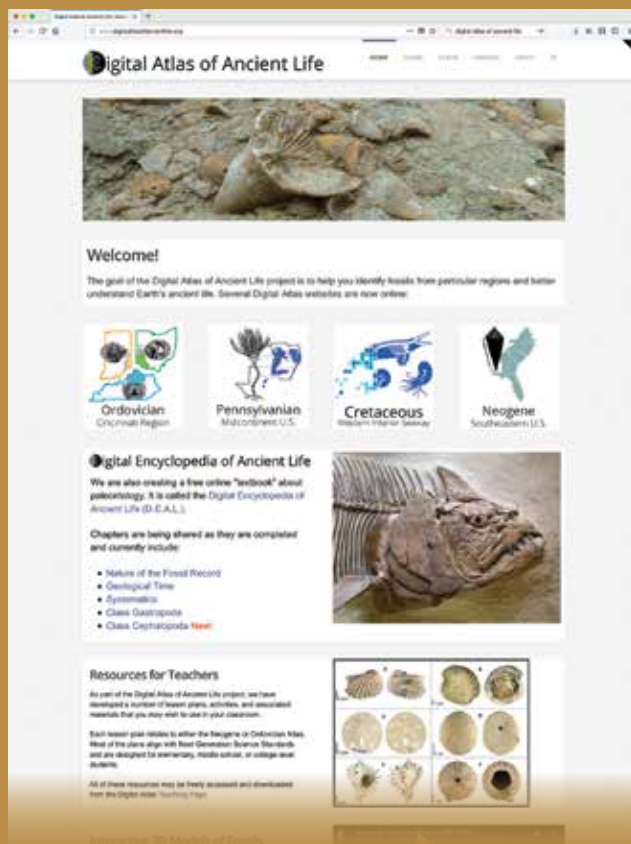 Digital Atlas of Ancient Life
HOME
Welcome!
The goal of the Digital Atlas of Ancient Life project is to help you identify fossils from particular regions and better
understand Earth's ancient life. Several Digital Atlas websites are now online:
Ordovician
Cincinnati Region
Pennsylvanian
Midcontinent U.S.
Cretaceous
Western Interior Seaway
Neogene
Southeastern U.S.
Digital Encyclopedia of Ancient Life
We are also creating a free online "textbook" about
paleontology. It is called the Digital Encyclopedia of
Ancient Life (D.E.A.L.).
Chapters are being shared as they are completed
and currently include:
• Nature of the Fossil Record
• Geological Time
• Systematics
• Class Gastropoda
• Class Cephalopoda New!
Resources for Teachers
As part of the Digital Atlas of Ancient Life project, we have
developed a number of lesson plans, activities, and associated
materials that you may wish to use in your classroom.
Each lesson plan relates to either the Neogene or Ordovician Atlas.
Most of the plans align with Next Generation Science Standards
and are designed for elementary, middle school, or college level
students.
All of these resources may be freely accessed and downloaded
from the Digital Atlas Teaching Page.
Interactive 3D Models of Fossils